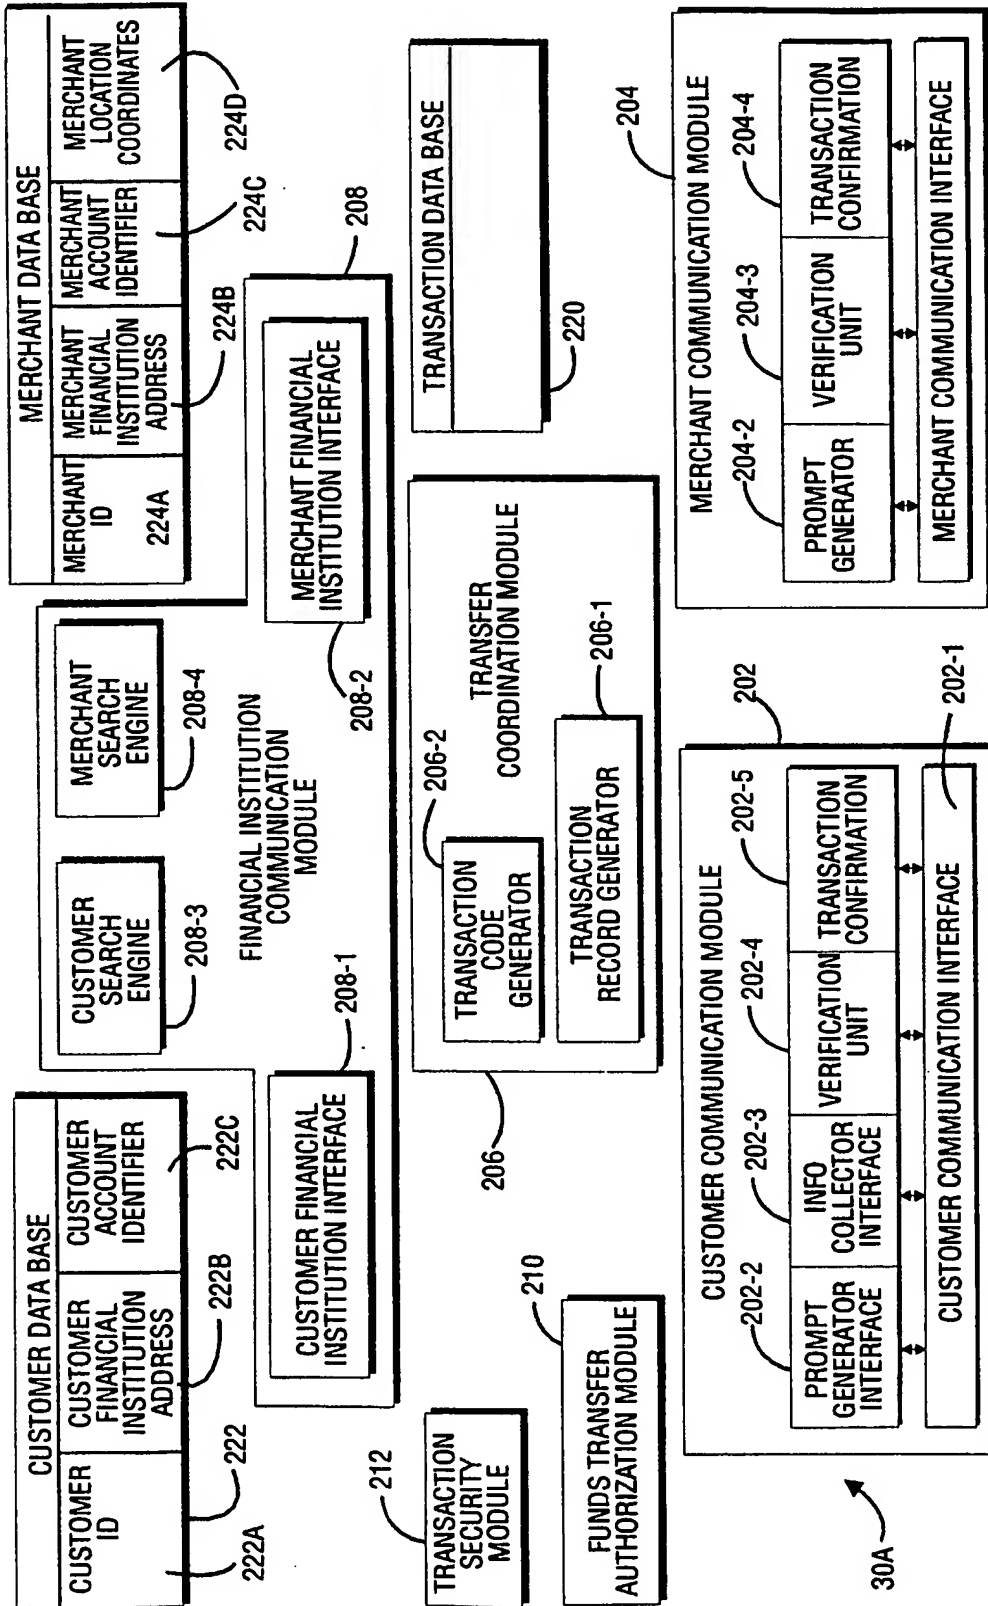 CUSTOMER DATA BASE
CUSTOMER
ID
CUSTOMER
FINANCIAL
INSTITUTION
ADDRESS
CUSTOMER
ACCOUNT
IDENTIFIER
222A
222
222B
222C
CUSTOMER
SEARCH
ENGINE
208-3
MERCHANT
SEARCH
ENGINE
208-4
FINANCIAL INSTITUTION
COMMUNICATION
MODULE
CUSTOMER FINANCIAL
INSTITUTION INTERFACE
208-1
MERCHANT FINANCIAL
INSTITUTION INTERFACE
208-2
208
MERCHANT DATA BASE
MERCHANT
ID
224A
MERCHANT
FINANCIAL
INSTITUTION
ADDRESS
224B
MERCHANT
ACCOUNT
IDENTIFIER
224C
MERCHANT
LOCATION
COORDINATES
224D
212
TRANSACTION
SECURITY
MODULE
210
FUNDS TRANSFER
AUTHORIZATION MODULE
206
TRANSACTION
CODE
GENERATOR
206-2
TRANSFER
COORDINATION MODULE
TRANSACTION
RECORD GENERATOR
206-1
TRANSACTION DATA BASE
220
CUSTOMER COMMUNICATION MODULE
202
202-2
202-3
202-4
202-5
PROMPT
GENERATOR
INTERFACE
INFO
COLLECTOR
INTERFACE
VERIFICATION
UNIT
TRANSACTION
CONFIRMATION
CUSTOMER COMMUNICATION INTERFACE
202-1
MERCHANT COMMUNICATION MODULE
204
204-2
204-3
204-4
PROMPT
GENERATOR
VERIFICATION
UNIT
TRANSACTION
CONFIRMATION
MERCHANT COMMUNICATION INTERFACE
30A